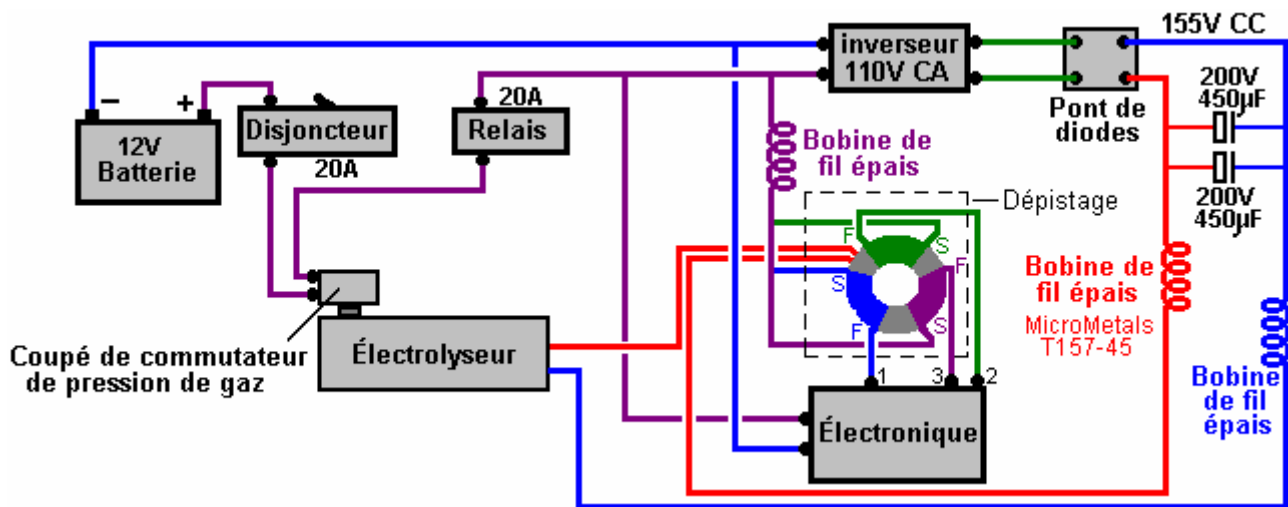 155V CC
inverseur
110V CA
200V
450µF
Pont de
diodes
–
+
20A
Disjoncteur
Relais
12V
Batterie
20A
Bobine de
fil épais
Dépistage
200V
450µF
F
S
F
S
S
F
Bobine de
fil épais
MicroMetals
T157-45
Électrolyseur
Coupé de commutateur
de pression de gaz
1
3
2
Électronique
Bobine
de fil
épais